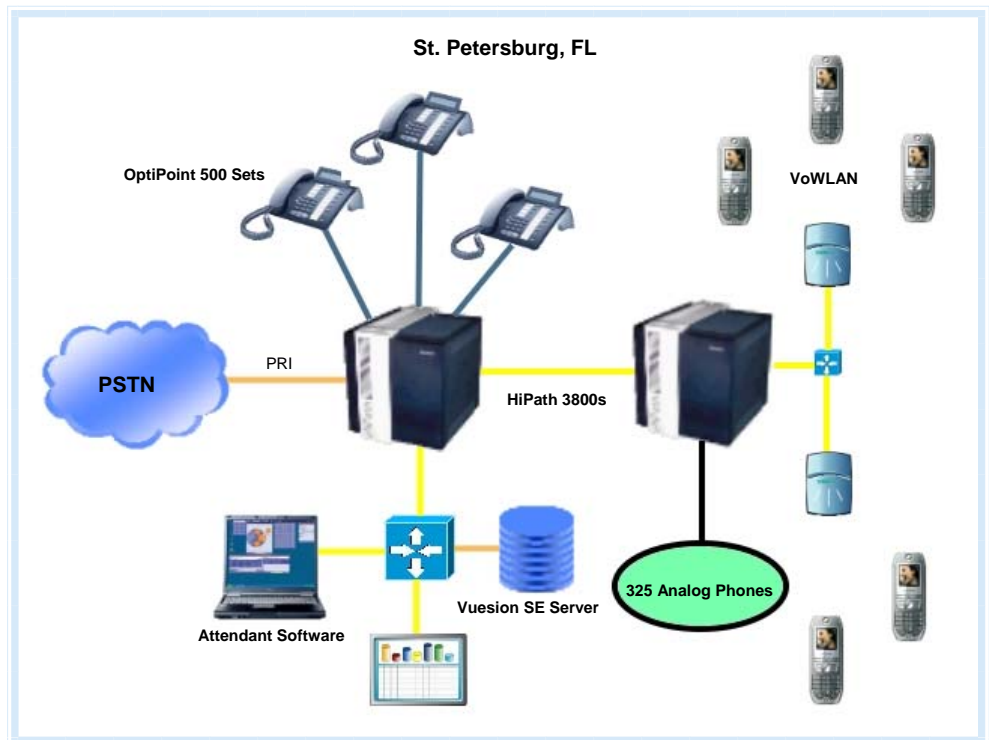 St. Petersburg, FL
OptiPoint 500 Sets
VoWLAN
PSTN
PRI
HiPath 3800s
325 Analog Phones
Vuesion SE Server
Attendant Software